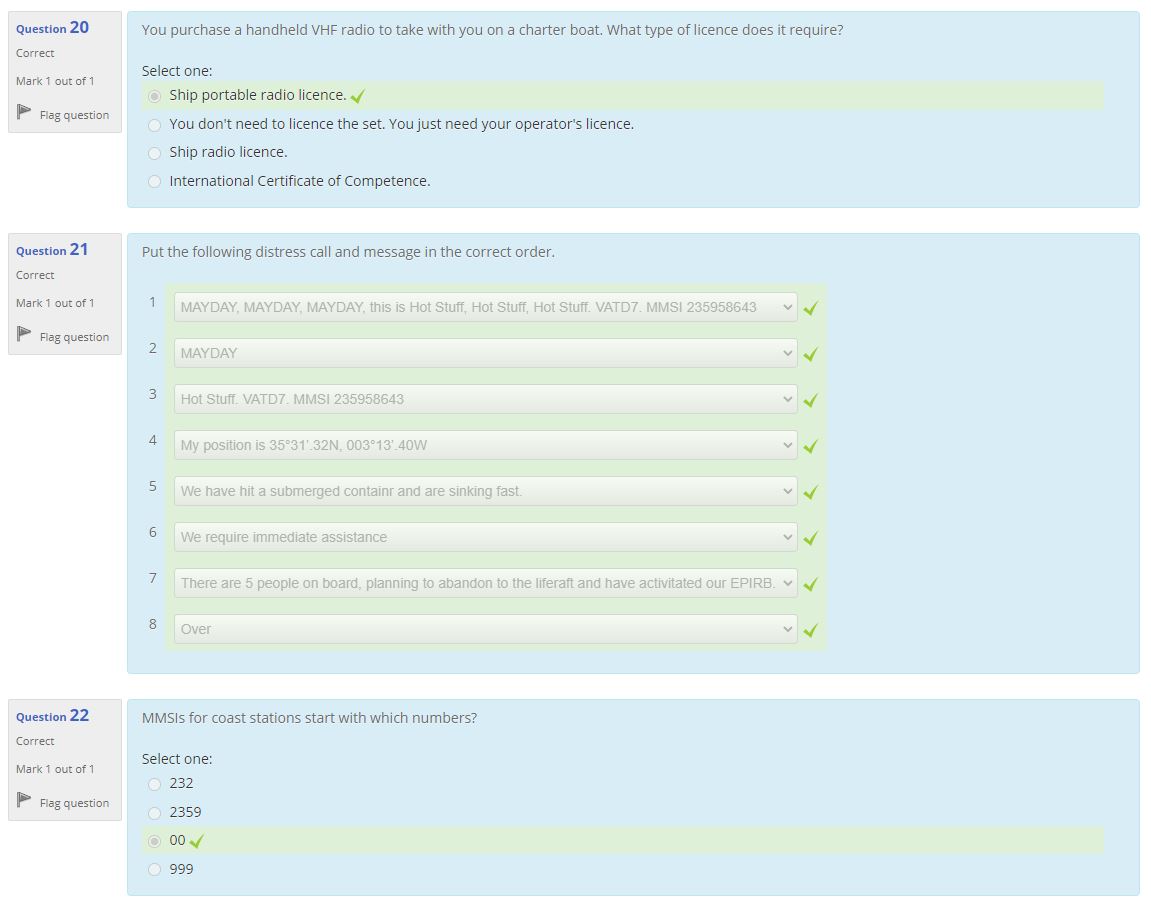 Question 20
Correct
Mark 1 out of 1
Flag question
You purchase a handheld VHF radio to take with you on a charter boat. What type of licence does it require?
Select one:
Ship portable radio licence.
You don't need to licence the set. You just need your operator's licence.
Ship radio licence.
International Certificate of Competence.
Question 21
Correct
Mark 1 out of 1
Flag question
Put the following distress call and message in the correct order.
1 MAYDAY, MAYDAY, MAYDAY, this is Hot Stuff, Hot Stuff, Hot Stuff. VATD7. MMSI 235958643
2 MAYDAY
3 Hot Stuff. VATD7. MMSI 235958643
4 My position is 35°31'.32N, 003°13'.40W
5 We have hit a submerged containr and are sinking fast.
6 We require immediate assistance
7 There are 5 people on board, planning to abandon to the liferaft and have activitated our EPIRB.
8 Over
Question 22
Correct
Mark 1 out of 1
Flag question
MMSIs for coast stations start with which numbers?
Select one:
232
2359
00
999